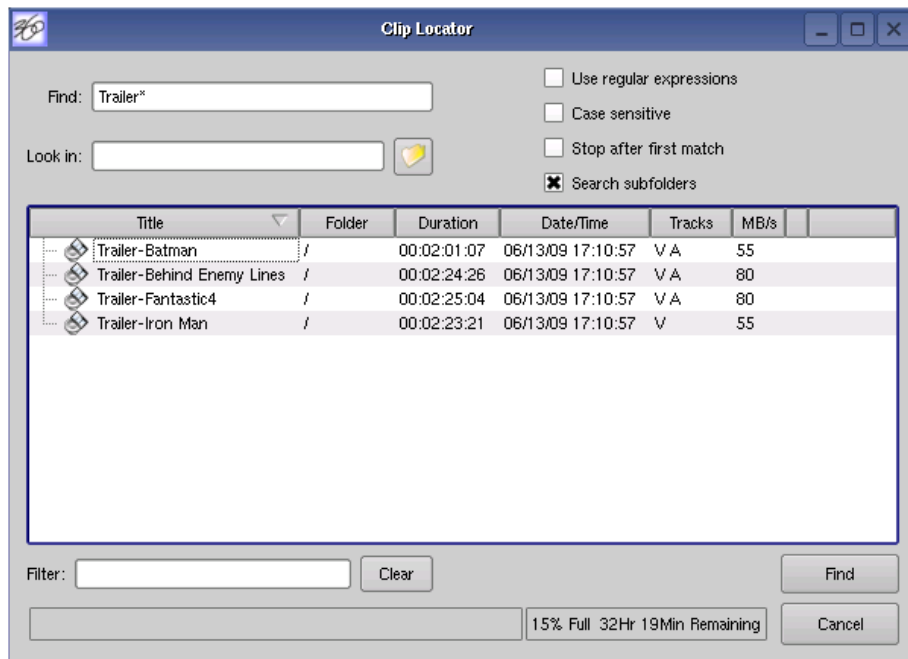 360
Clip Locator
Find: Trailer*
Look in:
Use regular expressions
Case sensitive
Stop after first match
Search subfolders
Title Folder Duration Date/Time Tracks MB/s
Trailer-Batman / 00:02:01:07 06/13/09 17:10:57 V A 55
Trailer-Behind Enemy Lines / 00:02:24:26 06/13/09 17:10:57 V A 80
Trailer-Fantastic4 / 00:02:25:04 06/13/09 17:10:57 V A 80
Trailer-Iron Man / 00:02:23:21 06/13/09 17:10:57 V 55
Filter: Clear Find
15% Full 32Hr 19Min Remaining Cancel